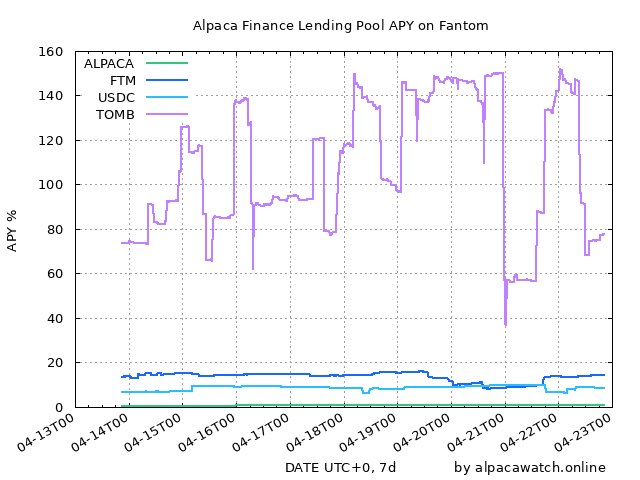 Alpaca Finance Lending Pool APY on Fantom
160
140
120
100
80
60
40
20
0
APY %
ALPACA
FTM
USDC
TOMB
04-13T00
04-14T00
04-15T00
04-16T00
04-17T00
04-18T00
04-19T00
04-20T00
04-21T00
04-22T00
04-23T00
DATE UTC+0, 7d
by alpacawatch.online